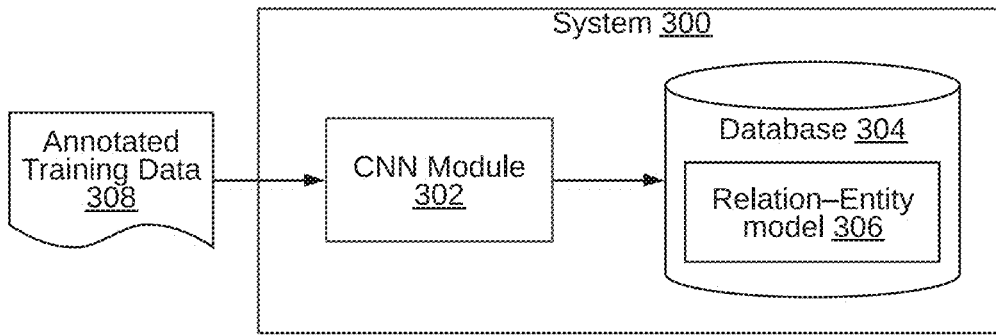 System 300
Annotated
Training Data
308
CNN Module
302
Database 304
Relation–Entity
model 306